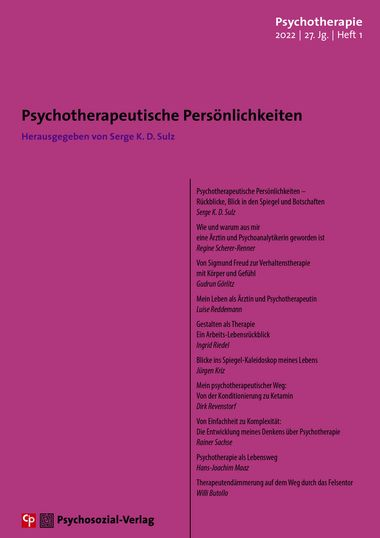 Psychotherapie
2022 | 27. Jg. | Heft 1
Psychotherapeutische Persönlichkeiten
Herausgegeben von Serge K. D. Sulz
Psychotherapeutische Persönlichkeiten –
Rückblicke, Blick in den Spiegel und Botschaften
Serge K. D. Sulz
Wie und warum aus mir
eine Ärztin und Psychoanalytikerin geworden ist
Regine Scherer-Renner
Von Sigmund Freud zur Verhaltenstherapie
mit Körper und Gefühl
Gudrun Görlitz
Mein Leben als Ärztin und Psychotherapeutin
Luise Reddemann
Gestalten als Therapie
Ein Arbeits-Lebensrückblick
Ingrid Riedel
Blicke ins Spiegel-Kaleidoskop meines Lebens
Jürgen Kriz
Mein psychotherapeutischer Weg:
Von der Konditionierung zu Ketamin
Dirk Revenstorf
Von Einfachheit zu Komplexität:
Die Entwicklung meines Denkens über Psychotherapie
Rainer Sachse
Psychotherapie als Lebensweg
Hans-Joachim Maaz
Therapeutendämmerung auf dem Weg durch das Felsentor
Willi Butollo
CP Psychosozial-Verlag